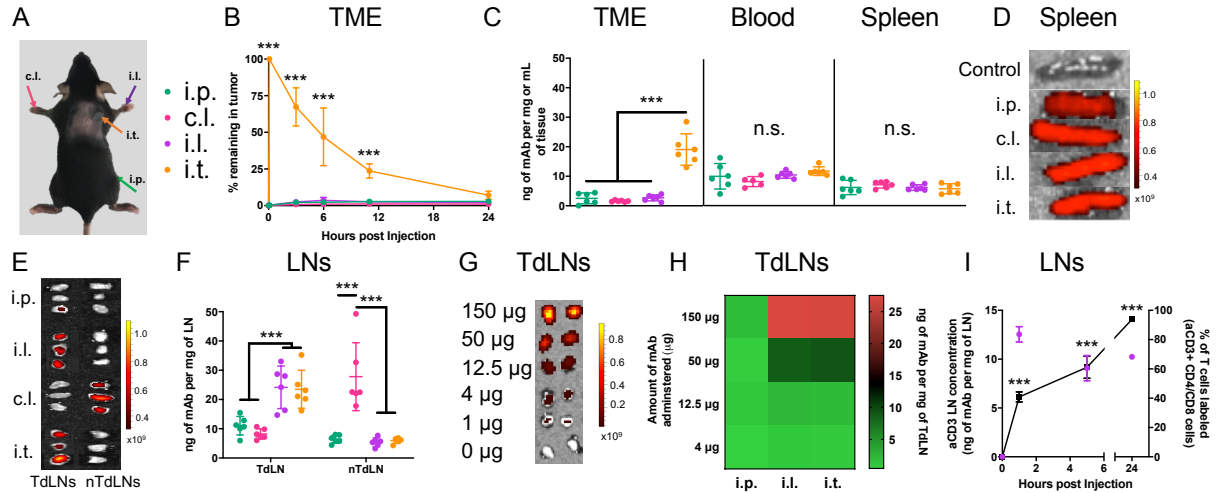 A
c.l.
i.l.
i.t.
i.p.
i.p.
c.l.
i.l.
i.t.
B
TME
% remaining in tumor
100
75
50
25
0
*** *** *** ***
0 6 12 18 24
Hours post Injection
C
TME Blood Spleen
ng of mAb per mg or mL
of tissue
50
40
30
20
10
0
***
n.s.
n.s.
D
Spleen
Control
i.p.
c.l.
i.l.
i.t.
1.0
0.8
0.6
0.4
x10⁹
E
i.p.
i.l.
c.l.
i.t.
TdLNs nTdLNs
1.0
0.8
0.6
0.4
x10⁹
F
LNs
ng of mAb per mg of LN
50
40
30
20
10
0
***
***
***
TdLN nTdLN
G
TdLNs
150 µg
50 µg
12.5 µg
4 µg
1 µg
0 µg
1.0
0.8
0.6
0.4
0.2
x10⁹
H
TdLNs
Amount of mAb
adminstered (µg)
150 µg
50 µg
12.5 µg
4 µg
i.p. i.l. i.t.
25
20
15
10
5
ng of mAb per mg of TdLN
I
LNs
aCD3 LN concentration
(ng of mAb per mg of LN)
15
10
5
0
***
***
***
100
80
60
40
20
0
% of T cells labeled
(aCD3+ CD4/CD8 cells)
0 2 4 6 24
Hours Post Injection